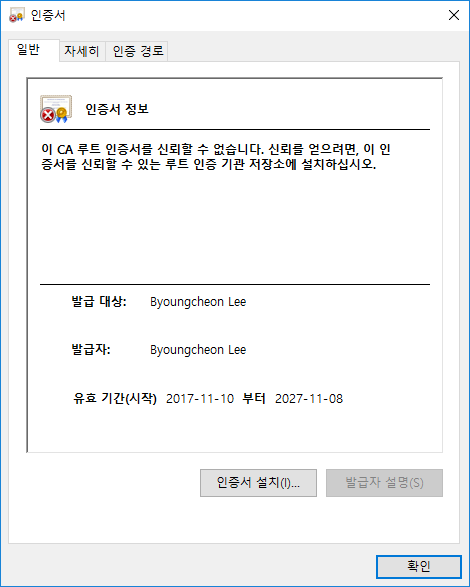 인증서
일반
자세히
인증 경로
인증서 정보
이 CA 루트 인증서를 신뢰할 수 없습니다. 신뢰를 얻으려면, 이 인
증서를 신뢰할 수 있는 루트 인증 기관 저장소에 설치하십시오.
발급 대상: Byoungcheon Lee
발급자: Byoungcheon Lee
유효 기간(시작) 2017-11-10 부터 2027-11-08
인증서 설치(I)...
발급자 설명(S)
확인